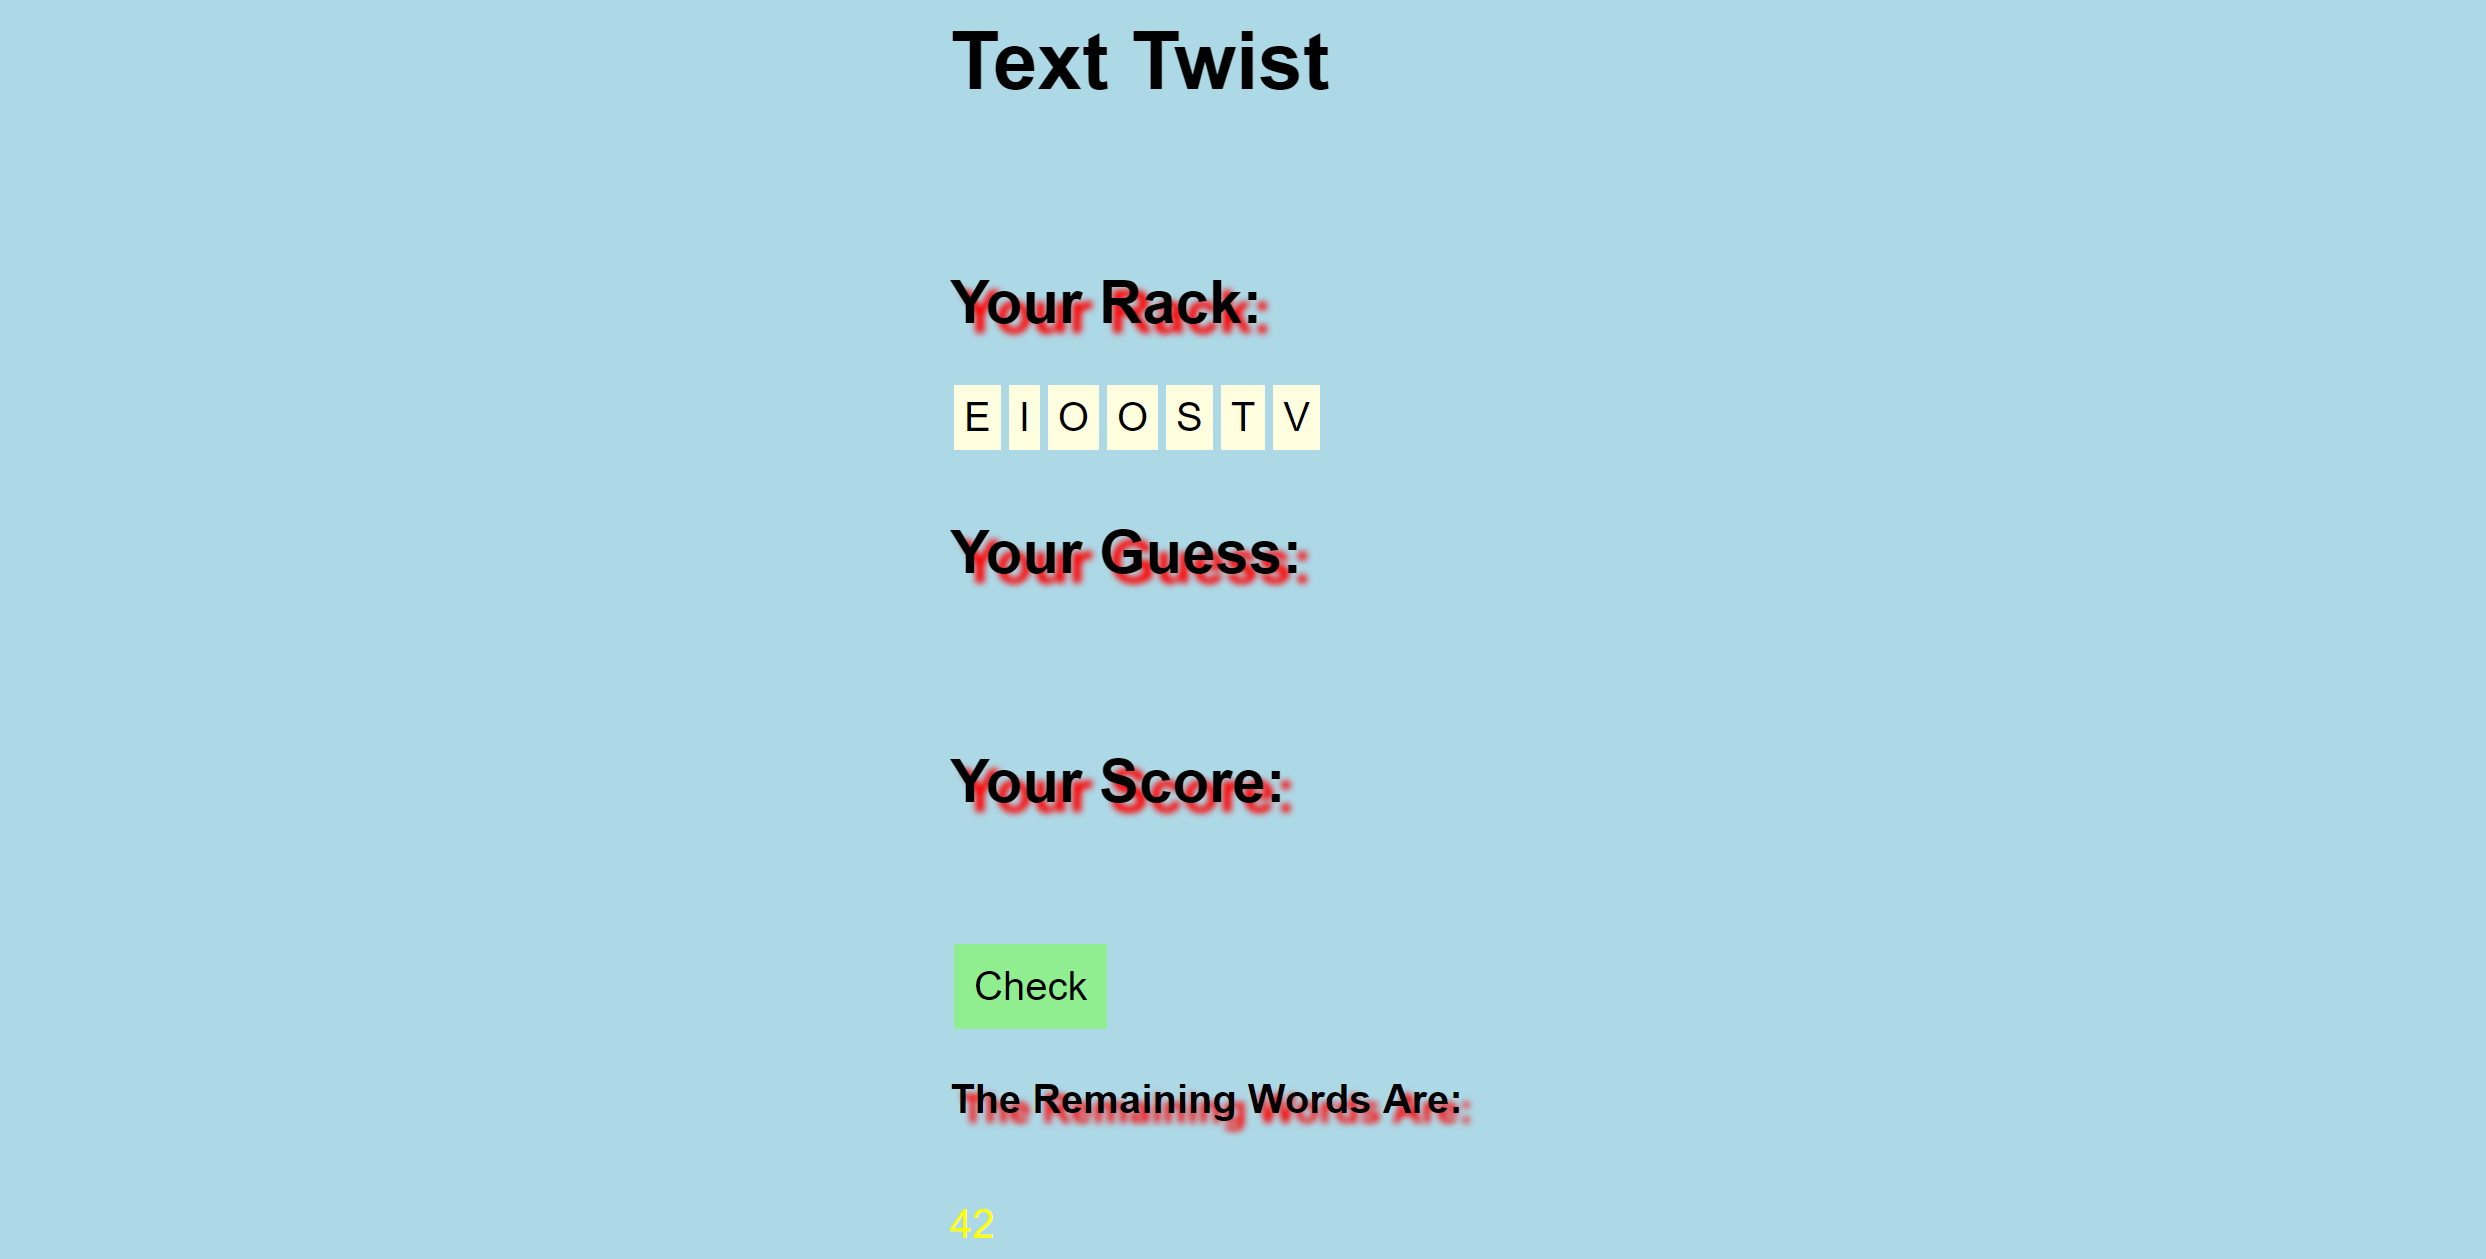 Text Twist
Your Rack:
E I O O S T V
Your Guess:
Your Score:
Check
The Remaining Words Are:
42